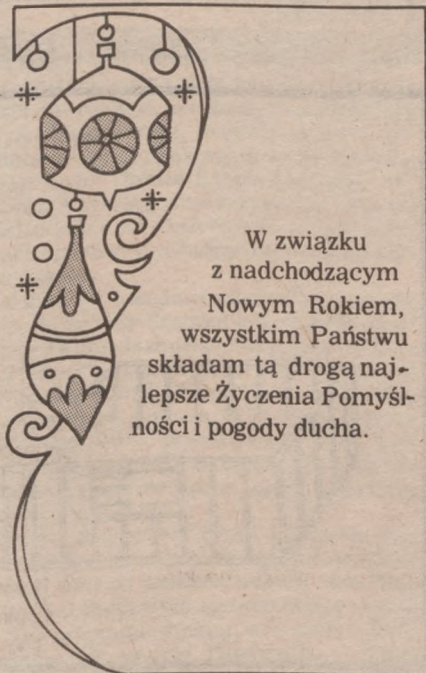 W związku
z nadchodzącym
Nowym Rokiem,
wszystkim Państwu
składam tą drogą naj-
lepsze Życzenia Pomyśl-
ności i pogody ducha.